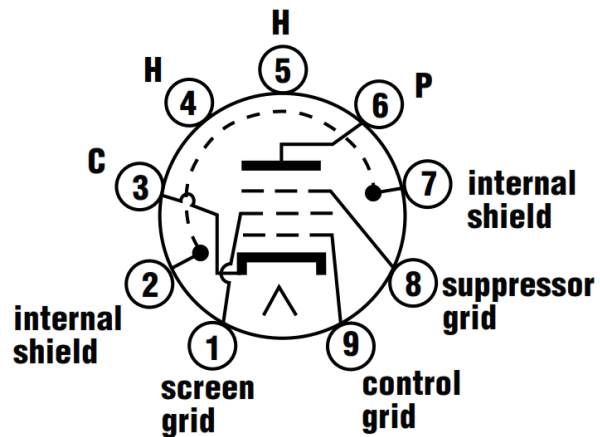 H
5
H
4
6
P
C
3
7
internal
shield
2
8
suppressor
grid
internal
shield
1
9
screen
grid
control
grid